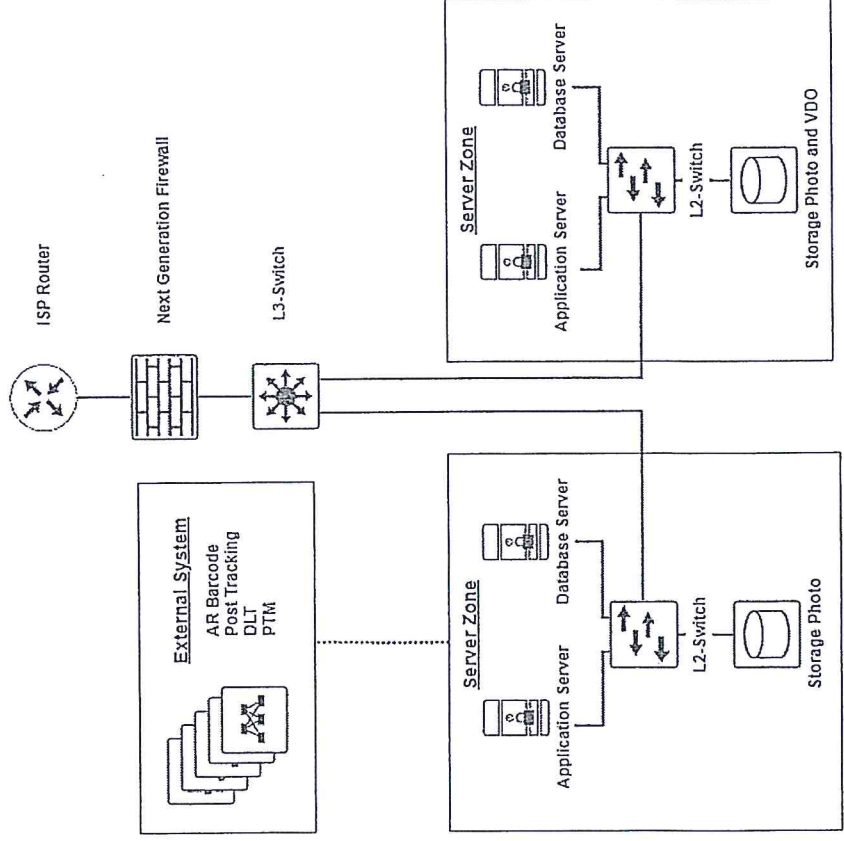 ISP Router
Next Generation Firewall
L3-Switch
External System
AR Barcode
Post Tracking
DLT
PTM
Server Zone
Application Server
Database Server
L2-Switch
Storage Photo
Server Zone
Application Server
Database Server
L2-Switch
Storage Photo and VDO